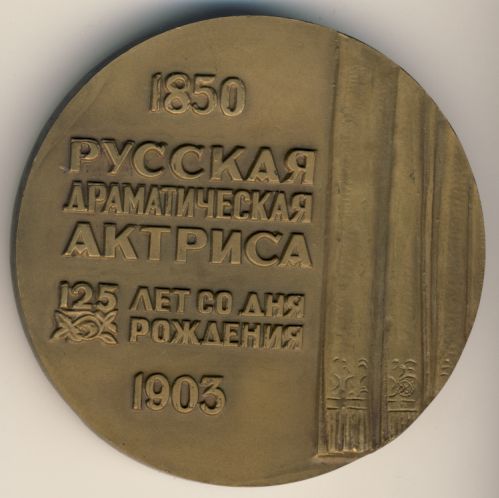 1850
РУССКАЯ
ДРАМАТИЧЕСКАЯ
АКТРИСА
125 ЛЕТ СО ДНЯ
РОЖДЕНИЯ
1903